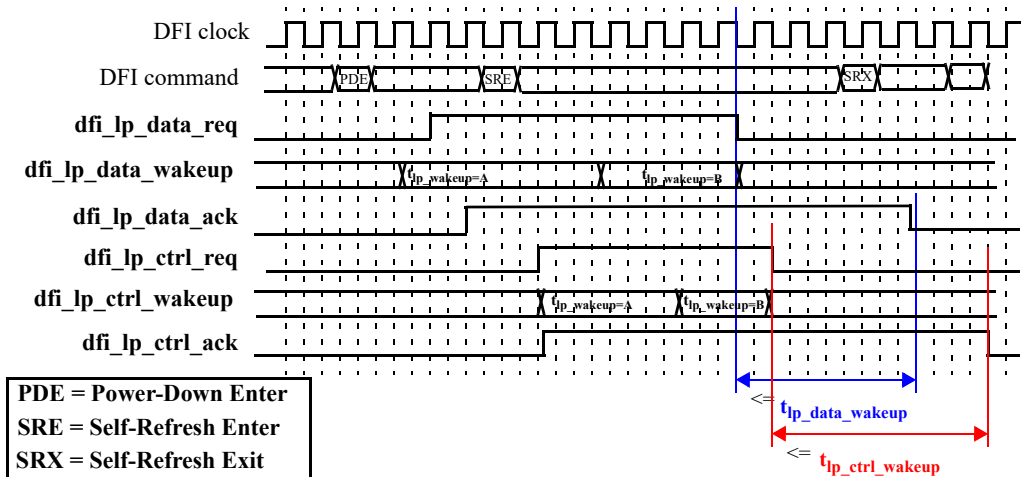 DFI clock
DFI command
PDE
SRE
SRX
dfi_lp_data_req
dfi_lp_data_wakeup
tlp_wakeup=A
tlp_wakeup=B
dfi_lp_data_ack
dfi_lp_ctrl_req
dfi_lp_ctrl_wakeup
tlp_wakeup=A
tlp_wakeup=B
dfi_lp_ctrl_ack
PDE = Power-Down Enter
SRE = Self-Refresh Enter
SRX = Self-Refresh Exit
<= tlp_data_wakeup
<= tlp_ctrl_wakeup